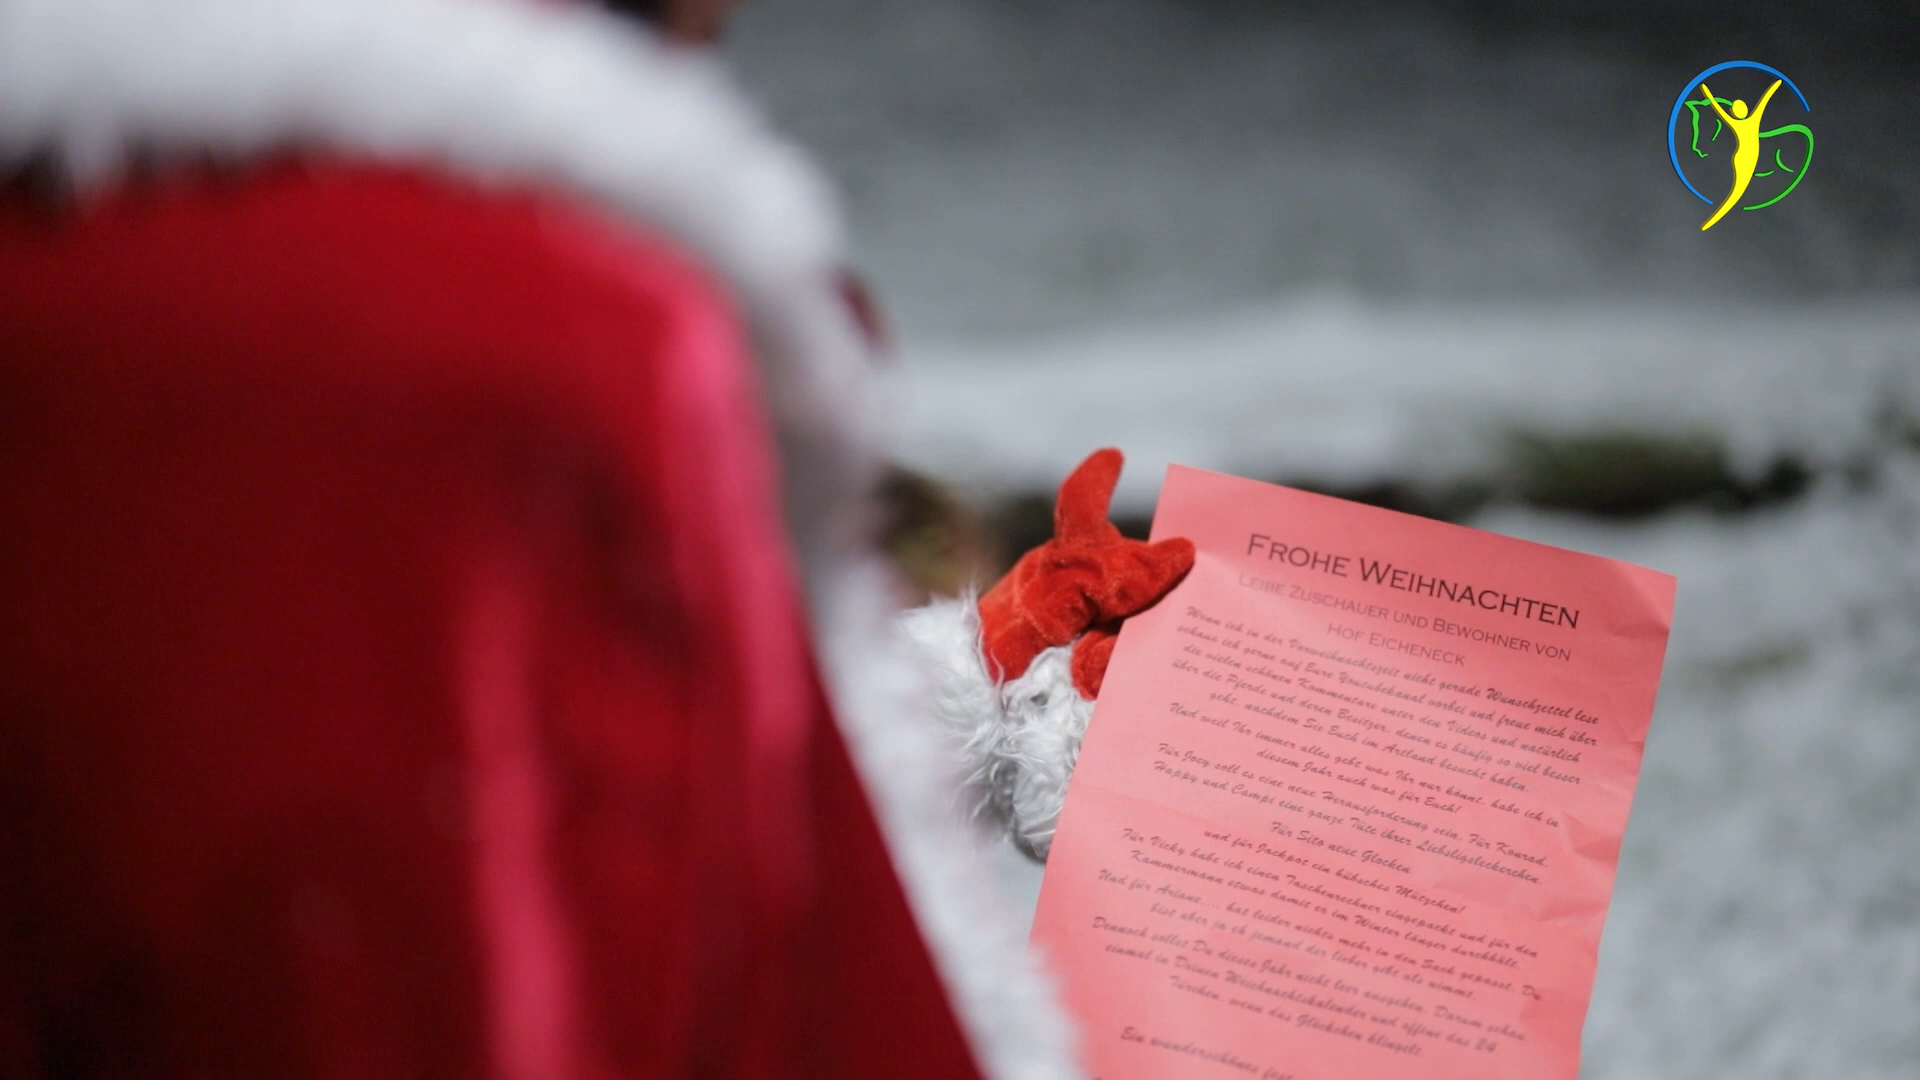 FROHE WEIHNACHTEN
LEIBE ZUSCHAUER UND BEWOHNER VON
HOF EICHENECK
Wenn ich in der Vorweihnachtszeit nicht gerade Wunschzettel lese
schaue ich gerne auf Eure Youtubekanal vorbei und freue mich über
die vielen schönen Kommentare unter den Videos und natürlich
über die Pferde und deren Besitzer, denen es häufig so viel besser
geht, nachdem Sie Euch im Artland besucht haben.
Und weil Ihr immer alles gebt was Ihr nur könnt, habe ich in
diesem Jahr auch was für Euch!
Für Joey soll es eine neue Herausforderung sein, Für Konrad,
Happy und Campi eine ganze Tüte ihrer Lieblsligsleckerchen,
Für Sito neue Glocken
und für Jackpot ein hübsches Mützchen!
Für Vicky habe ich einen Taschenrechner eingepackt und für den
Kammermann etwas damit er im Winter länger durchhält.
Und für Ariane.... hat leider nichts mehr in den Sack gepasst. Du
bist aber ja eh jemand der lieber gibt als nimmt.
Dennoch sollst Du dieses Jahr nicht leer ausgehen. Darum schau
einmal in Deinen Weihnachtskalender und öffne das 24
Türchen, wenn das Glöckchen klingelt.
Ein wunderschönes fest